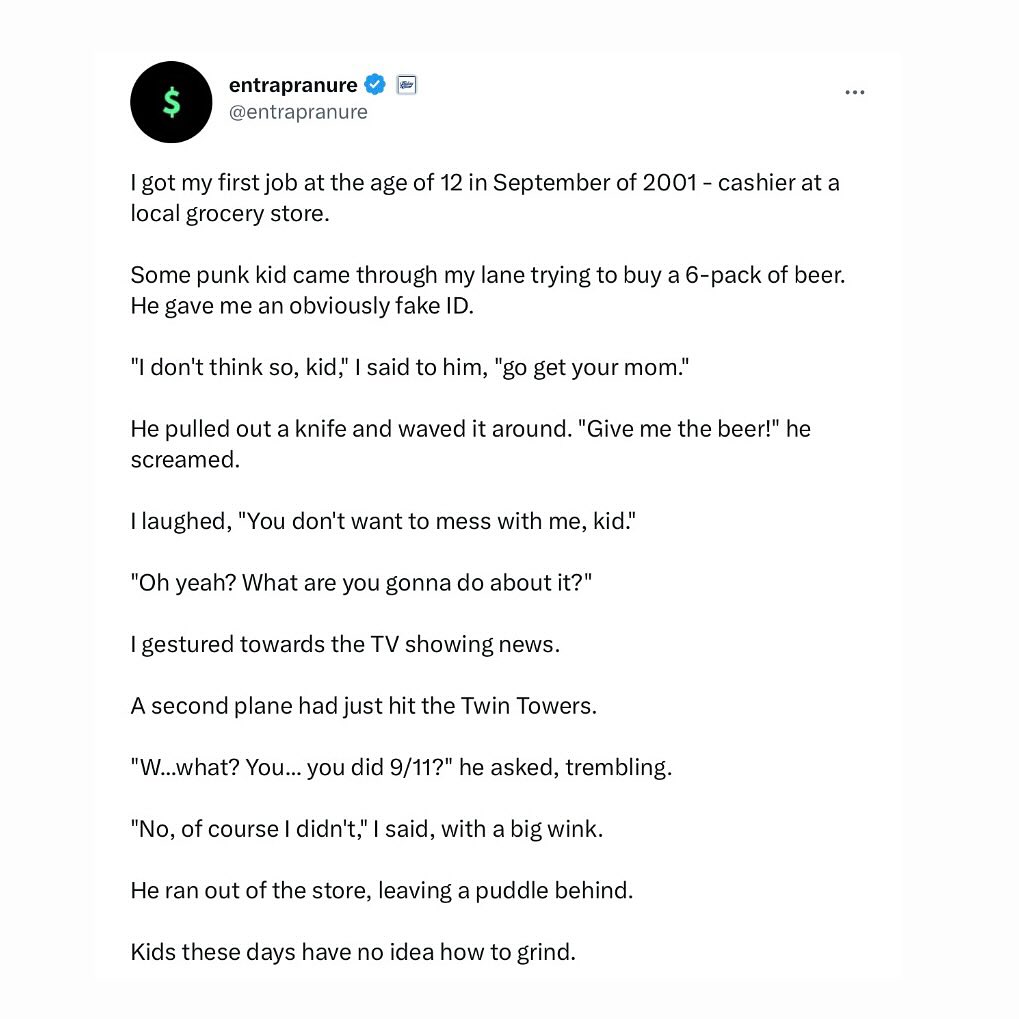 $
entrapranure
@entrapranure
I got my first job at the age of 12 in September of 2001 - cashier at a
local grocery store.
Some punk kid came through my lane trying to buy a 6-pack of beer.
He gave me an obviously fake ID.
"I don't think so, kid," I said to him, "go get your mom."
He pulled out a knife and waved it around. "Give me the beer!" he
screamed.
I laughed, "You don't want to mess with me, kid."
"Oh yeah? What are you gonna do about it?"
I gestured towards the TV showing news.
A second plane had just hit the Twin Towers.
"W...what? You... you did 9/11?" he asked, trembling.
"No, of course I didn't," I said, with a big wink.
He ran out of the store, leaving a puddle behind.
Kids these days have no idea how to grind.